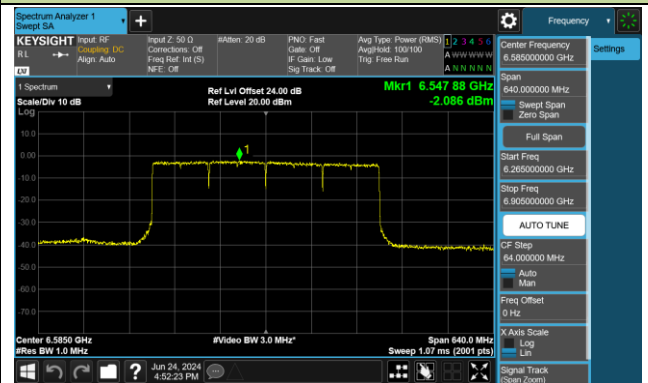 Spectrum Analyzer 1
Swept SA
Frequency
KEYSIGHT
Input: RF
Coupling: DC
Align: Auto
RL
LXI
Input Z: 50 Ω
Corrections: Off
Freq Ref: Int (S)
NFE: Off
#Atten: 20 dB
PNO: Fast
Gate: Off
IF Gain: Low
Sig Track: Off
Avg Type: Power (RMS)
Avg|Hold: 100/100
Trig: Free Run
1 2 3 4 5 6
A W W W W W
A N N N N N
Center Frequency
6.585000000 GHz
Settings
Span
640.000000 MHz
Swept Span
Zero Span
Full Span
Start Freq
6.265000000 GHz
Stop Freq
6.905000000 GHz
AUTO TUNE
CF Step
64.000000 MHz
Auto
Man
Freq Offset
0 Hz
X Axis Scale
Log
Lin
Signal Track
(Span Zoom)
1 Spectrum
Scale/Div 10 dB
Log
Ref Lvl Offset 24.00 dB
Ref Level 20.00 dBm
Mkr1 6.547 88 GHz
-2.086 dBm
1
10.0
0.00
-10.0
-20.0
-30.0
-40.0
-50.0
-60.0
-70.0
Center 6.5850 GHz
#Res BW 1.0 MHz
#Video BW 3.0 MHz*
Span 640.0 MHz
Sweep 1.07 ms (2001 pts)
Jun 24, 2024
4:52:23 PM